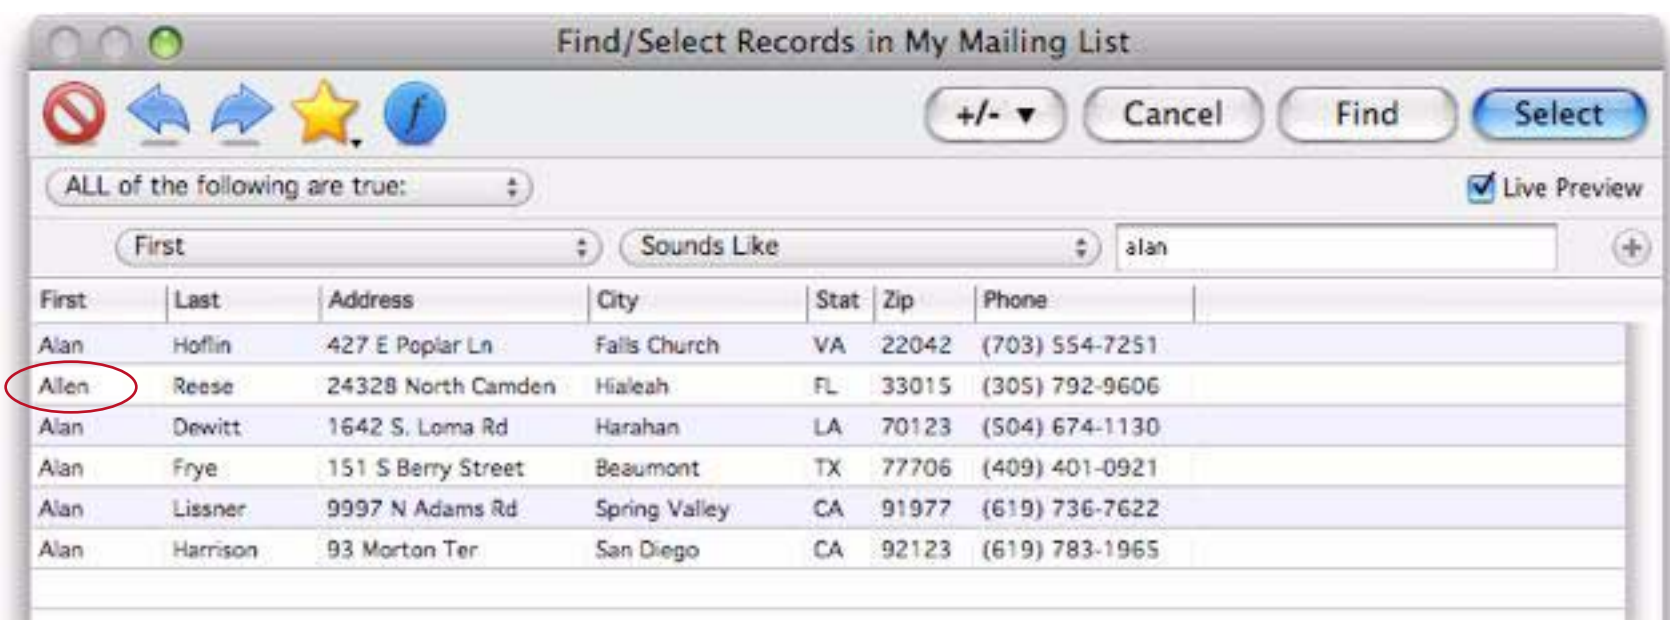 Find/Select Records in My Mailing List
f +/- ▼ Cancel Find Select
ALL of the following are true: Live Preview
First Sounds Like alan
First Last Address City Stat Zip Phone
Alan Hoflin 427 E Poplar Ln Falls Church VA 22042 (703) 554-7251
Allen Reese 24328 North Camden Hialeah FL 33015 (305) 792-9606
Alan Dewitt 1642 S. Loma Rd Harahan LA 70123 (504) 674-1130
Alan Frye 151 S Berry Street Beaumont TX 77706 (409) 401-0921
Alan Lissner 9997 N Adams Rd Spring Valley CA 91977 (619) 736-7622
Alan Harrison 93 Morton Ter San Diego CA 92123 (619) 783-1965